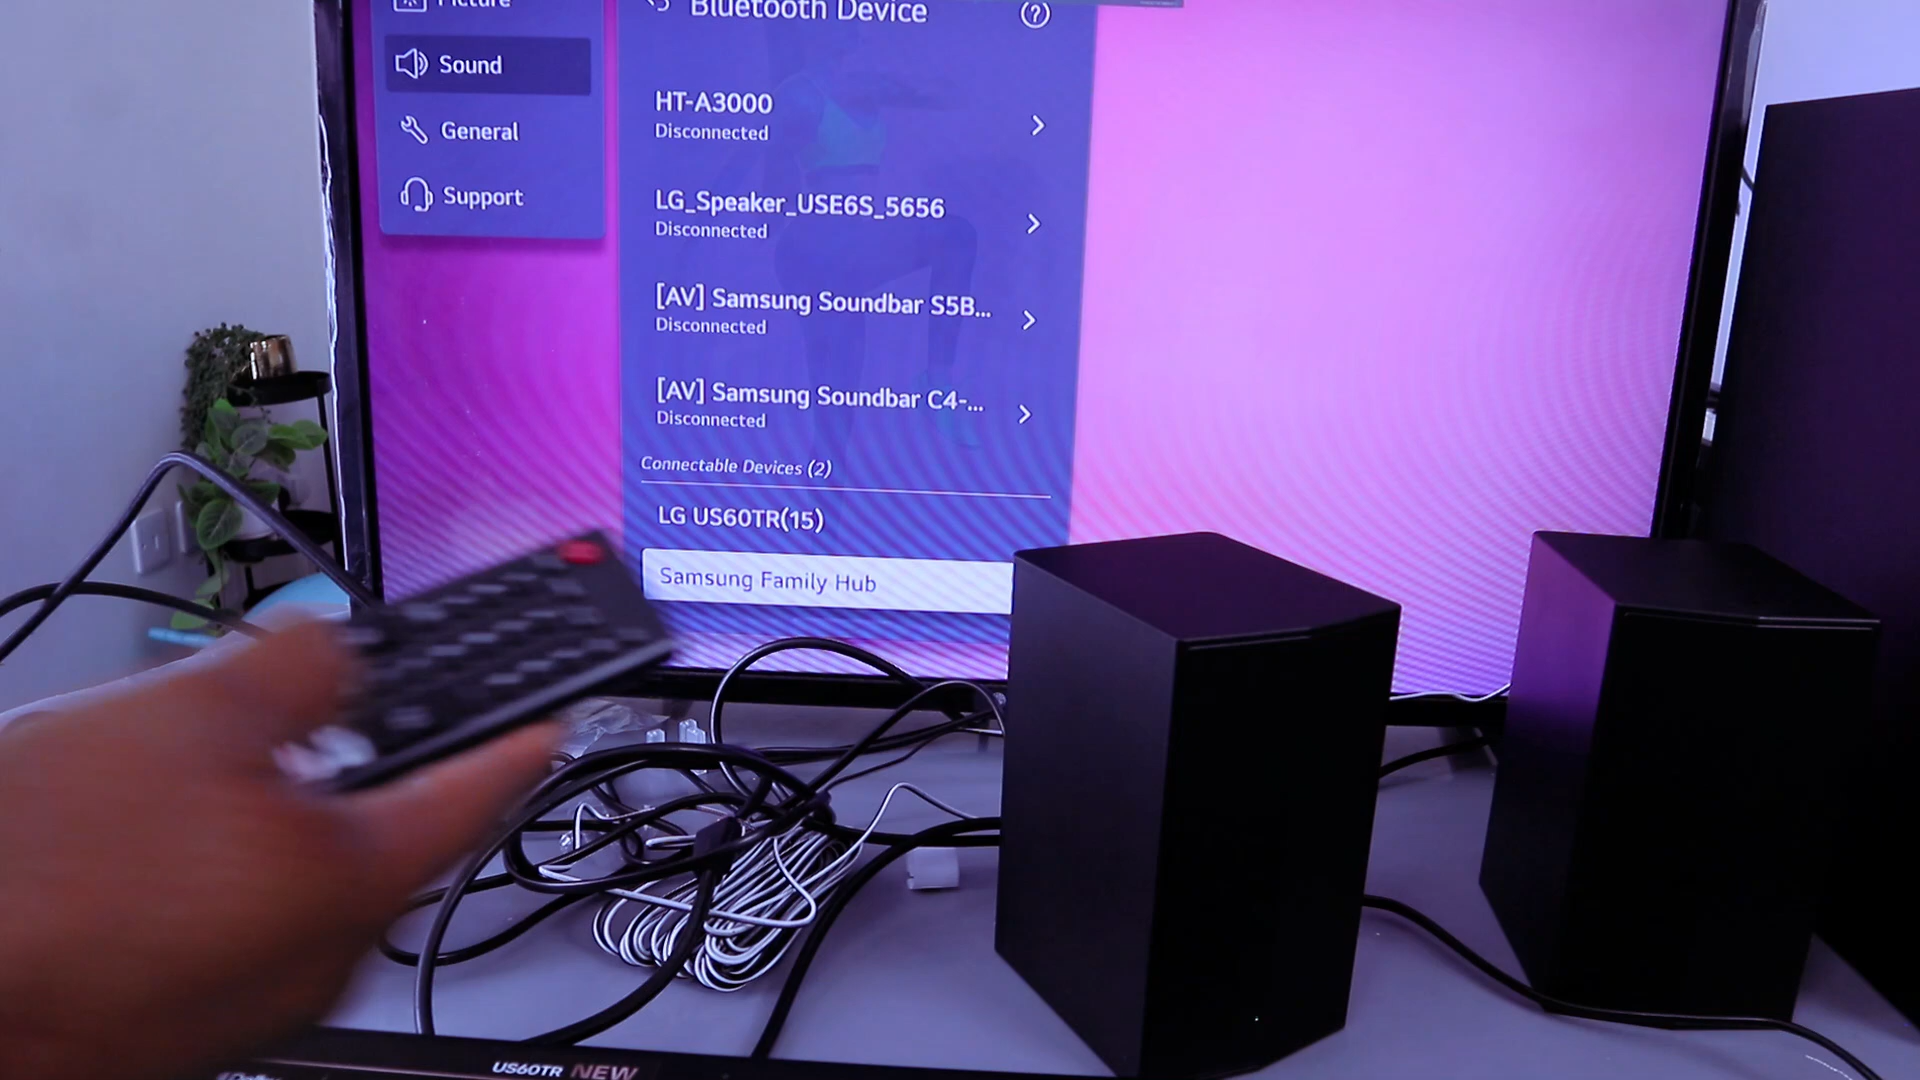 Picture
Sound
General
Support
Bluetooth Device
?
HT-A3000
Disconnected
LG_Speaker_USE6S_5656
Disconnected
[AV] Samsung Soundbar S5B...
Disconnected
[AV] Samsung Soundbar C4-...
Disconnected
Connectable Devices (2)
LG US60TR(15)
Samsung Family Hub
US60TR NEW